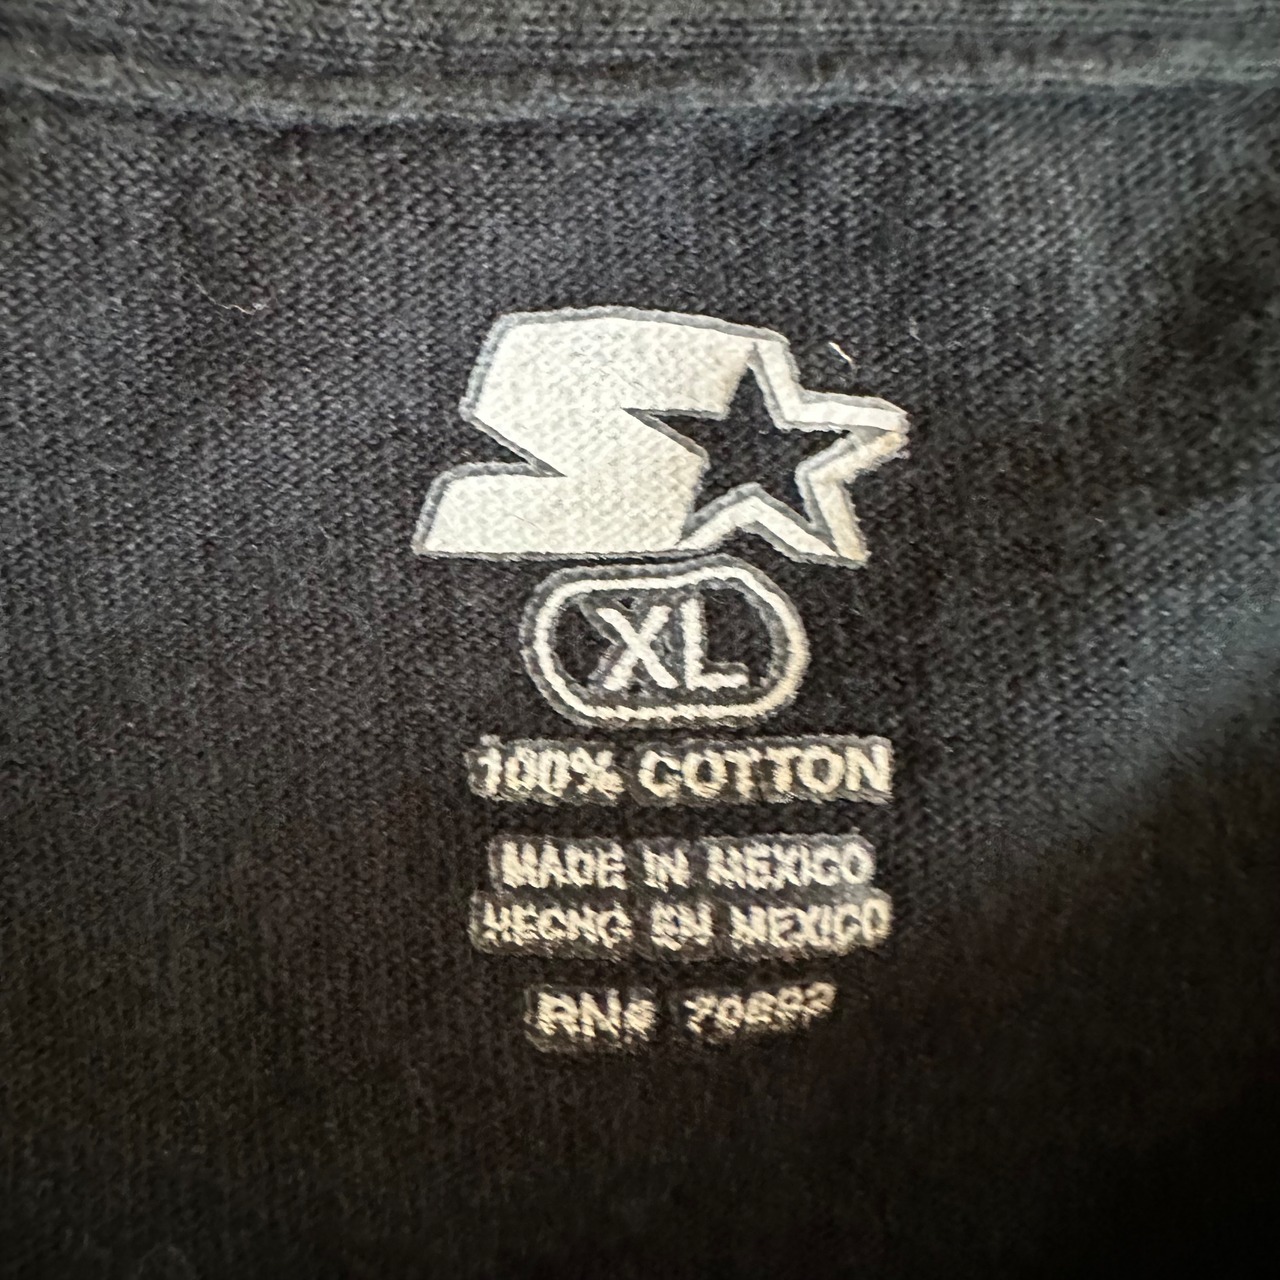 XL
100% COTTON
MADE IN MEXICO
HECHO EN MEXICO
RN#